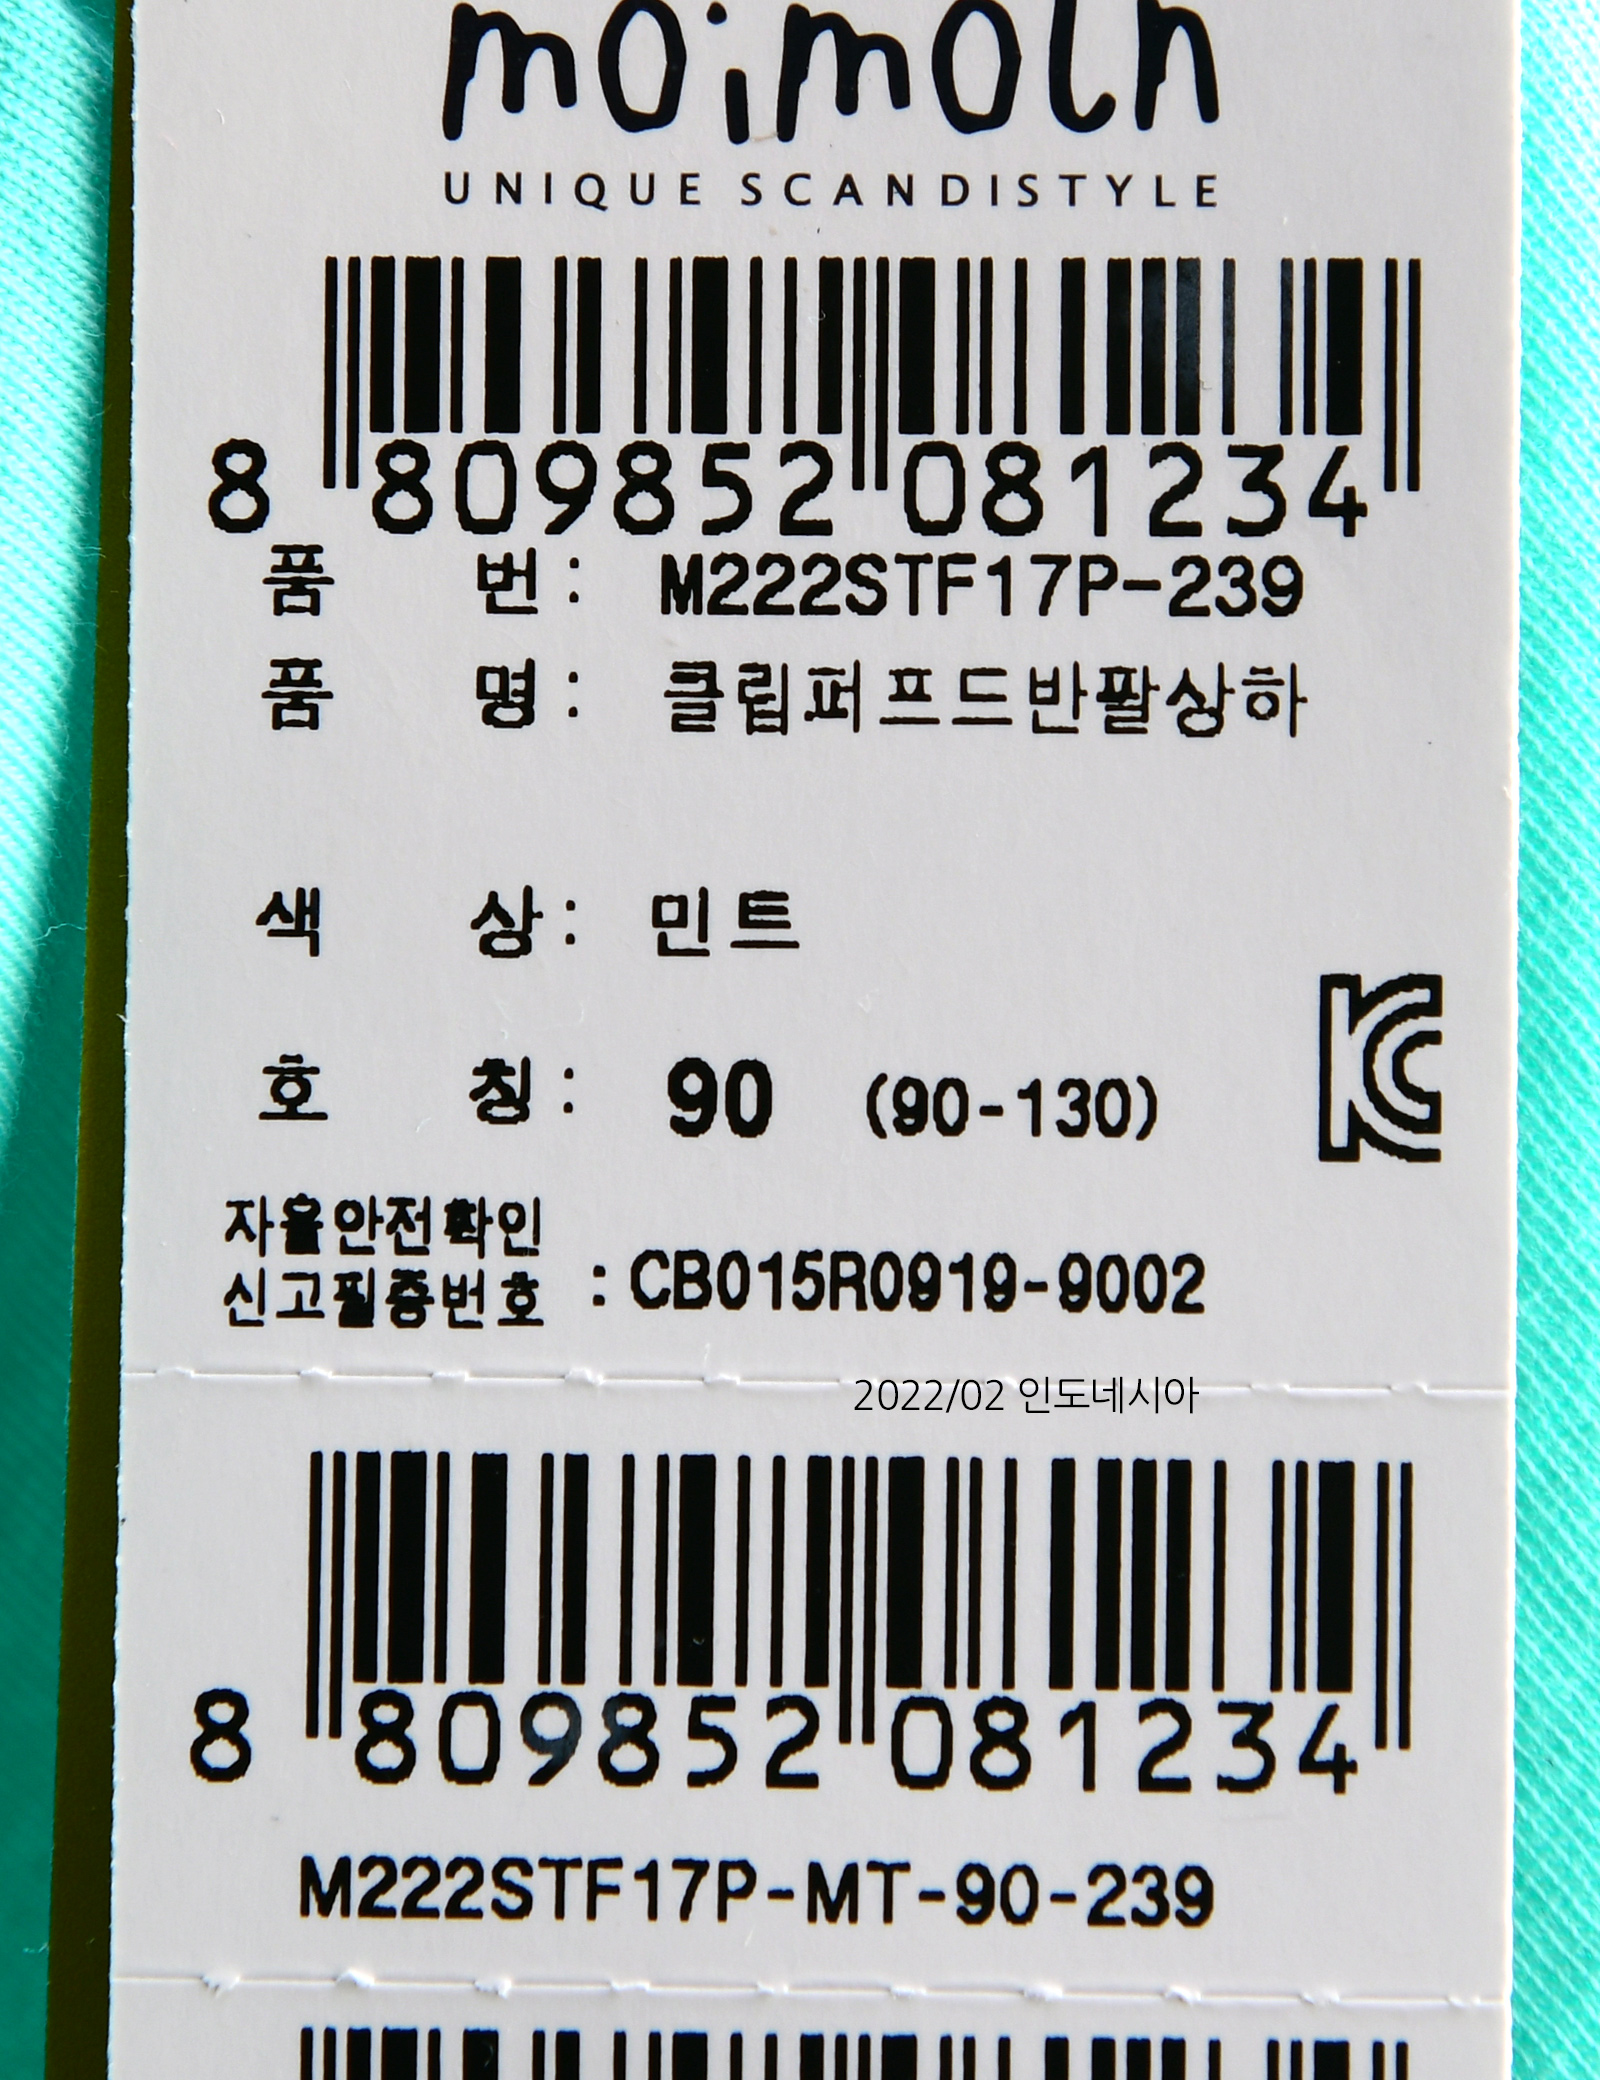 moimoln
UNIQUE SCANDISTYLE
8 809852 081234
품 번: M222STF17P-239
품 명: 클립퍼프드반팔상하
색 상: 민트
호 칭: 90 (90-130)
KC
자율안전확인
신고필증번호 : CB015R0919-9002
2022/02 인도네시아
8 809852 081234
M222STF17P-MT-90-239